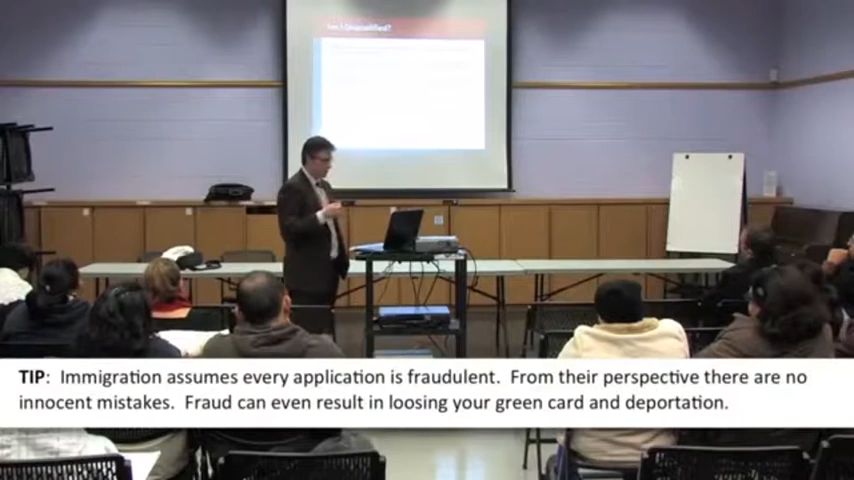 Am I Disqualified?
TIP:  Immigration assumes every application is fraudulent.  From their perspective there are no
innocent mistakes.  Fraud can even result in loosing your green card and deportation.